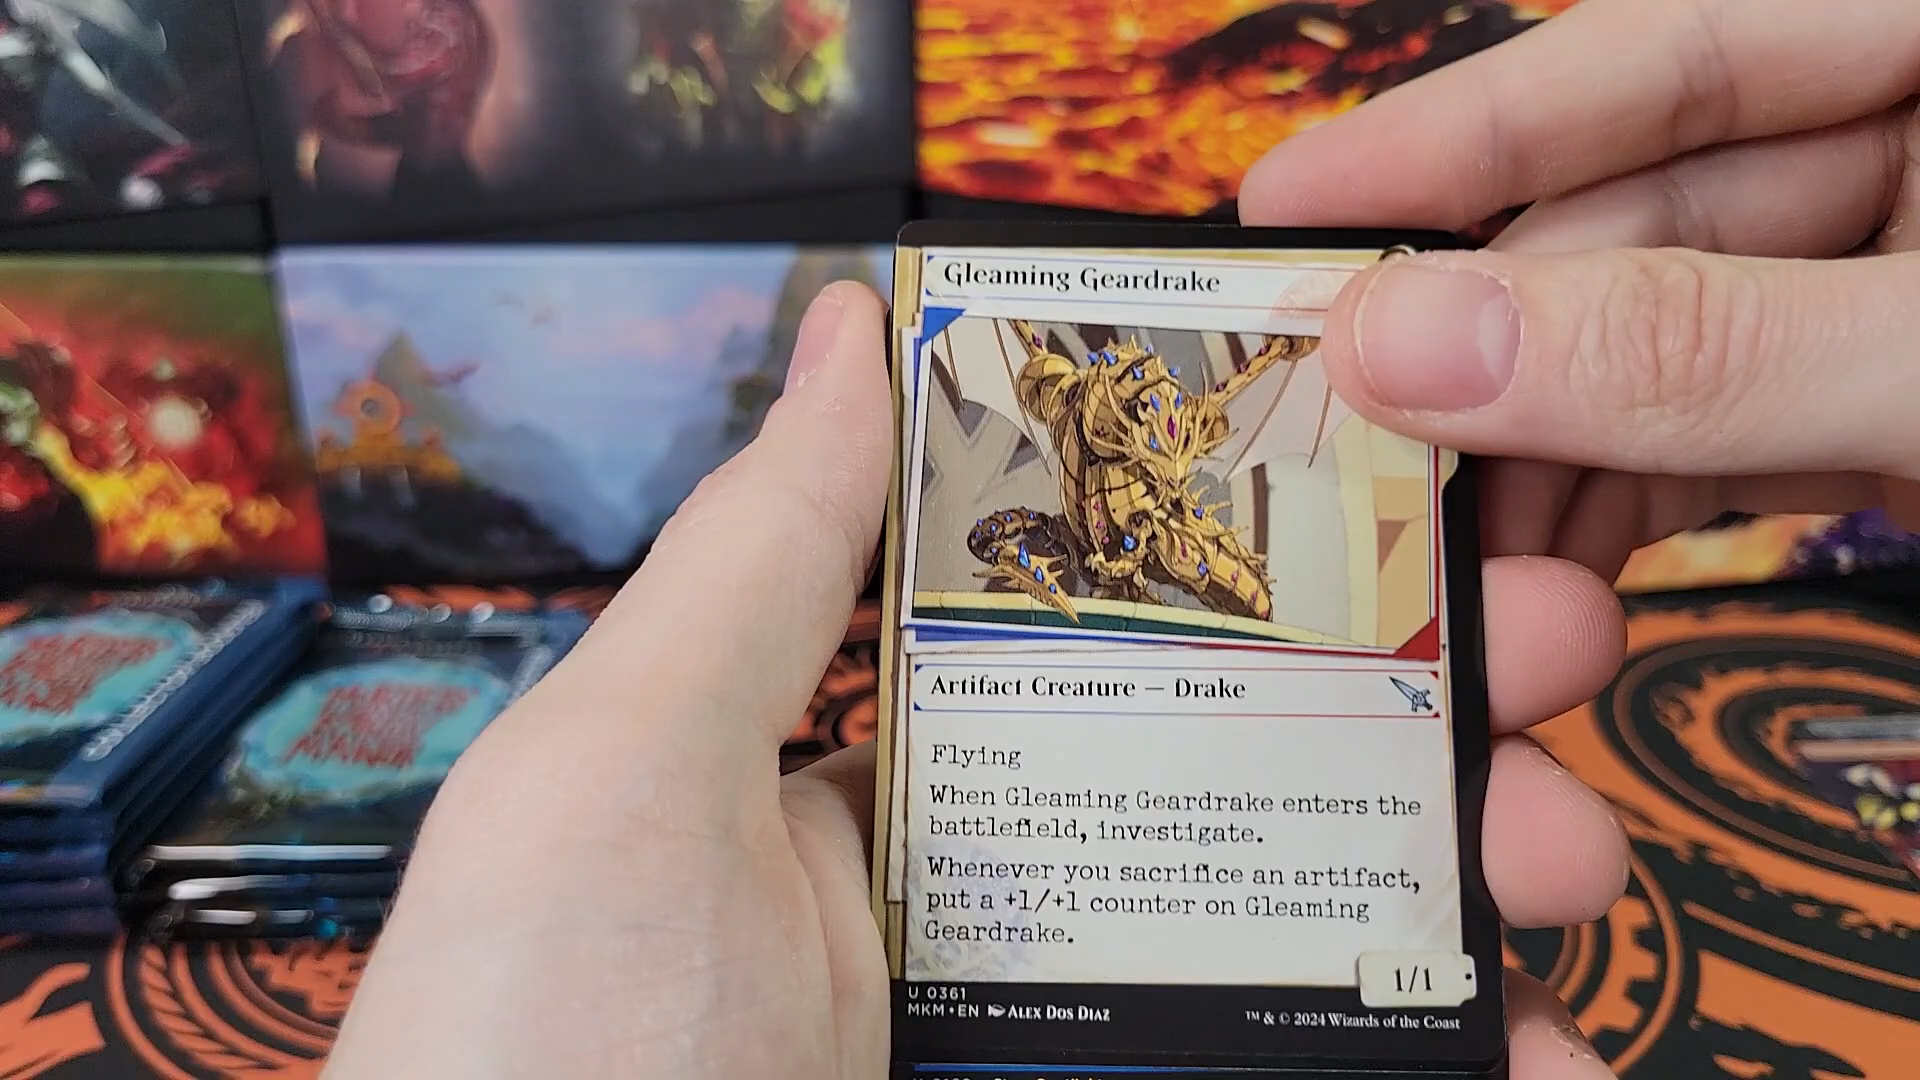 Gleaming Geardrake
Artifact Creature — Drake
Flying
When Gleaming Geardrake enters the
battlefield, investigate.
Whenever you sacrifice an artifact,
put a +1/+1 counter on Gleaming
Geardrake.
1/1
U 0361
MKM • EN ALEX DOS DIAZ
™ & © 2024 Wizards of the Coast